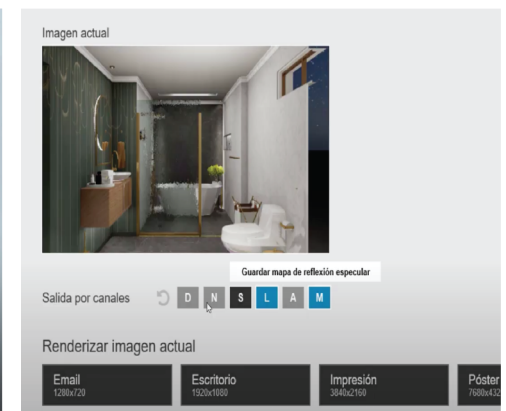 Imagen actual
Guardar mapa de reflexión especular
Salida por canales D N S L A M
Renderizar imagen actual
Email Escritorio Impresión Póster
1280x720 1920x1080 3840x2160 7680x432